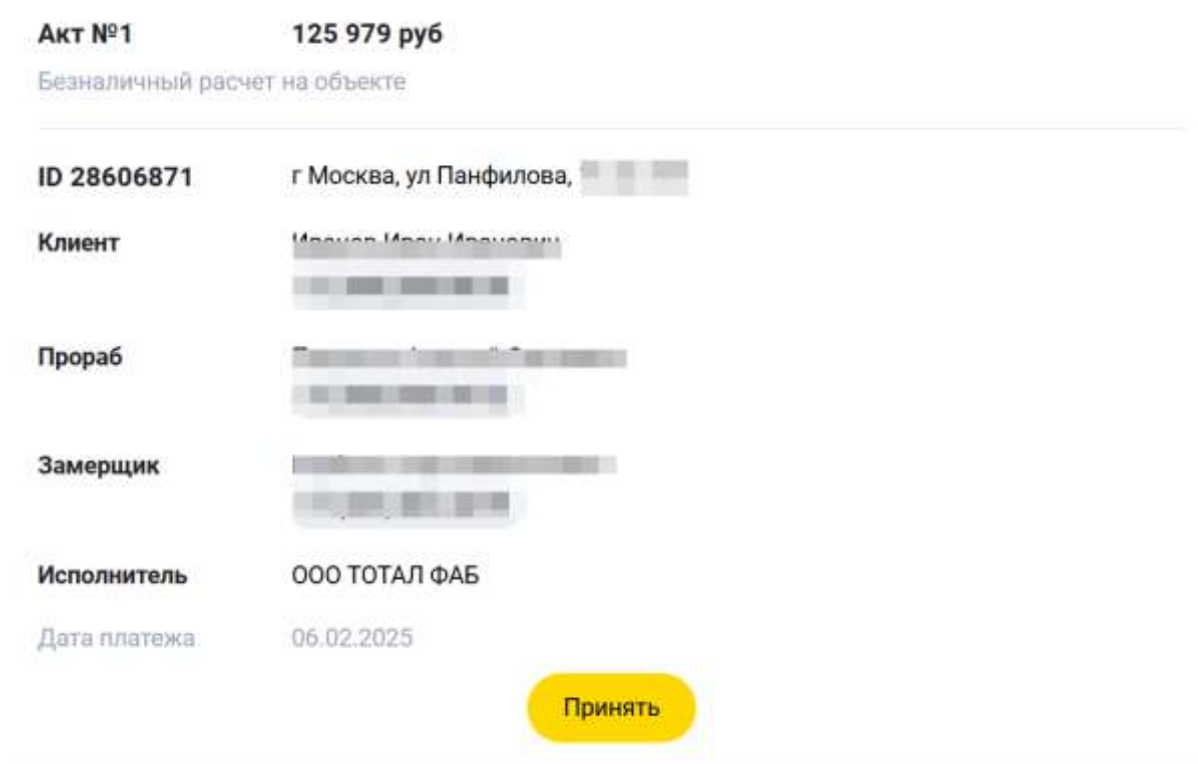 Акт №1 125 979 руб
Безналичный расчет на объекте
ID 28606871 г Москва, ул Панфилова,
Клиент
Прораб
Замерщик
Исполнитель ООО ТОТАЛ ФАБ
Дата платежа 06.02.2025
Принять